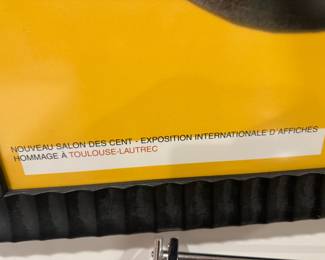 NOUVEAU SALON DES CENT - EXPOSITION INTERNATIONALE D'AFFICHES
HOMMAGE À TOULOUSE-LAUTREC